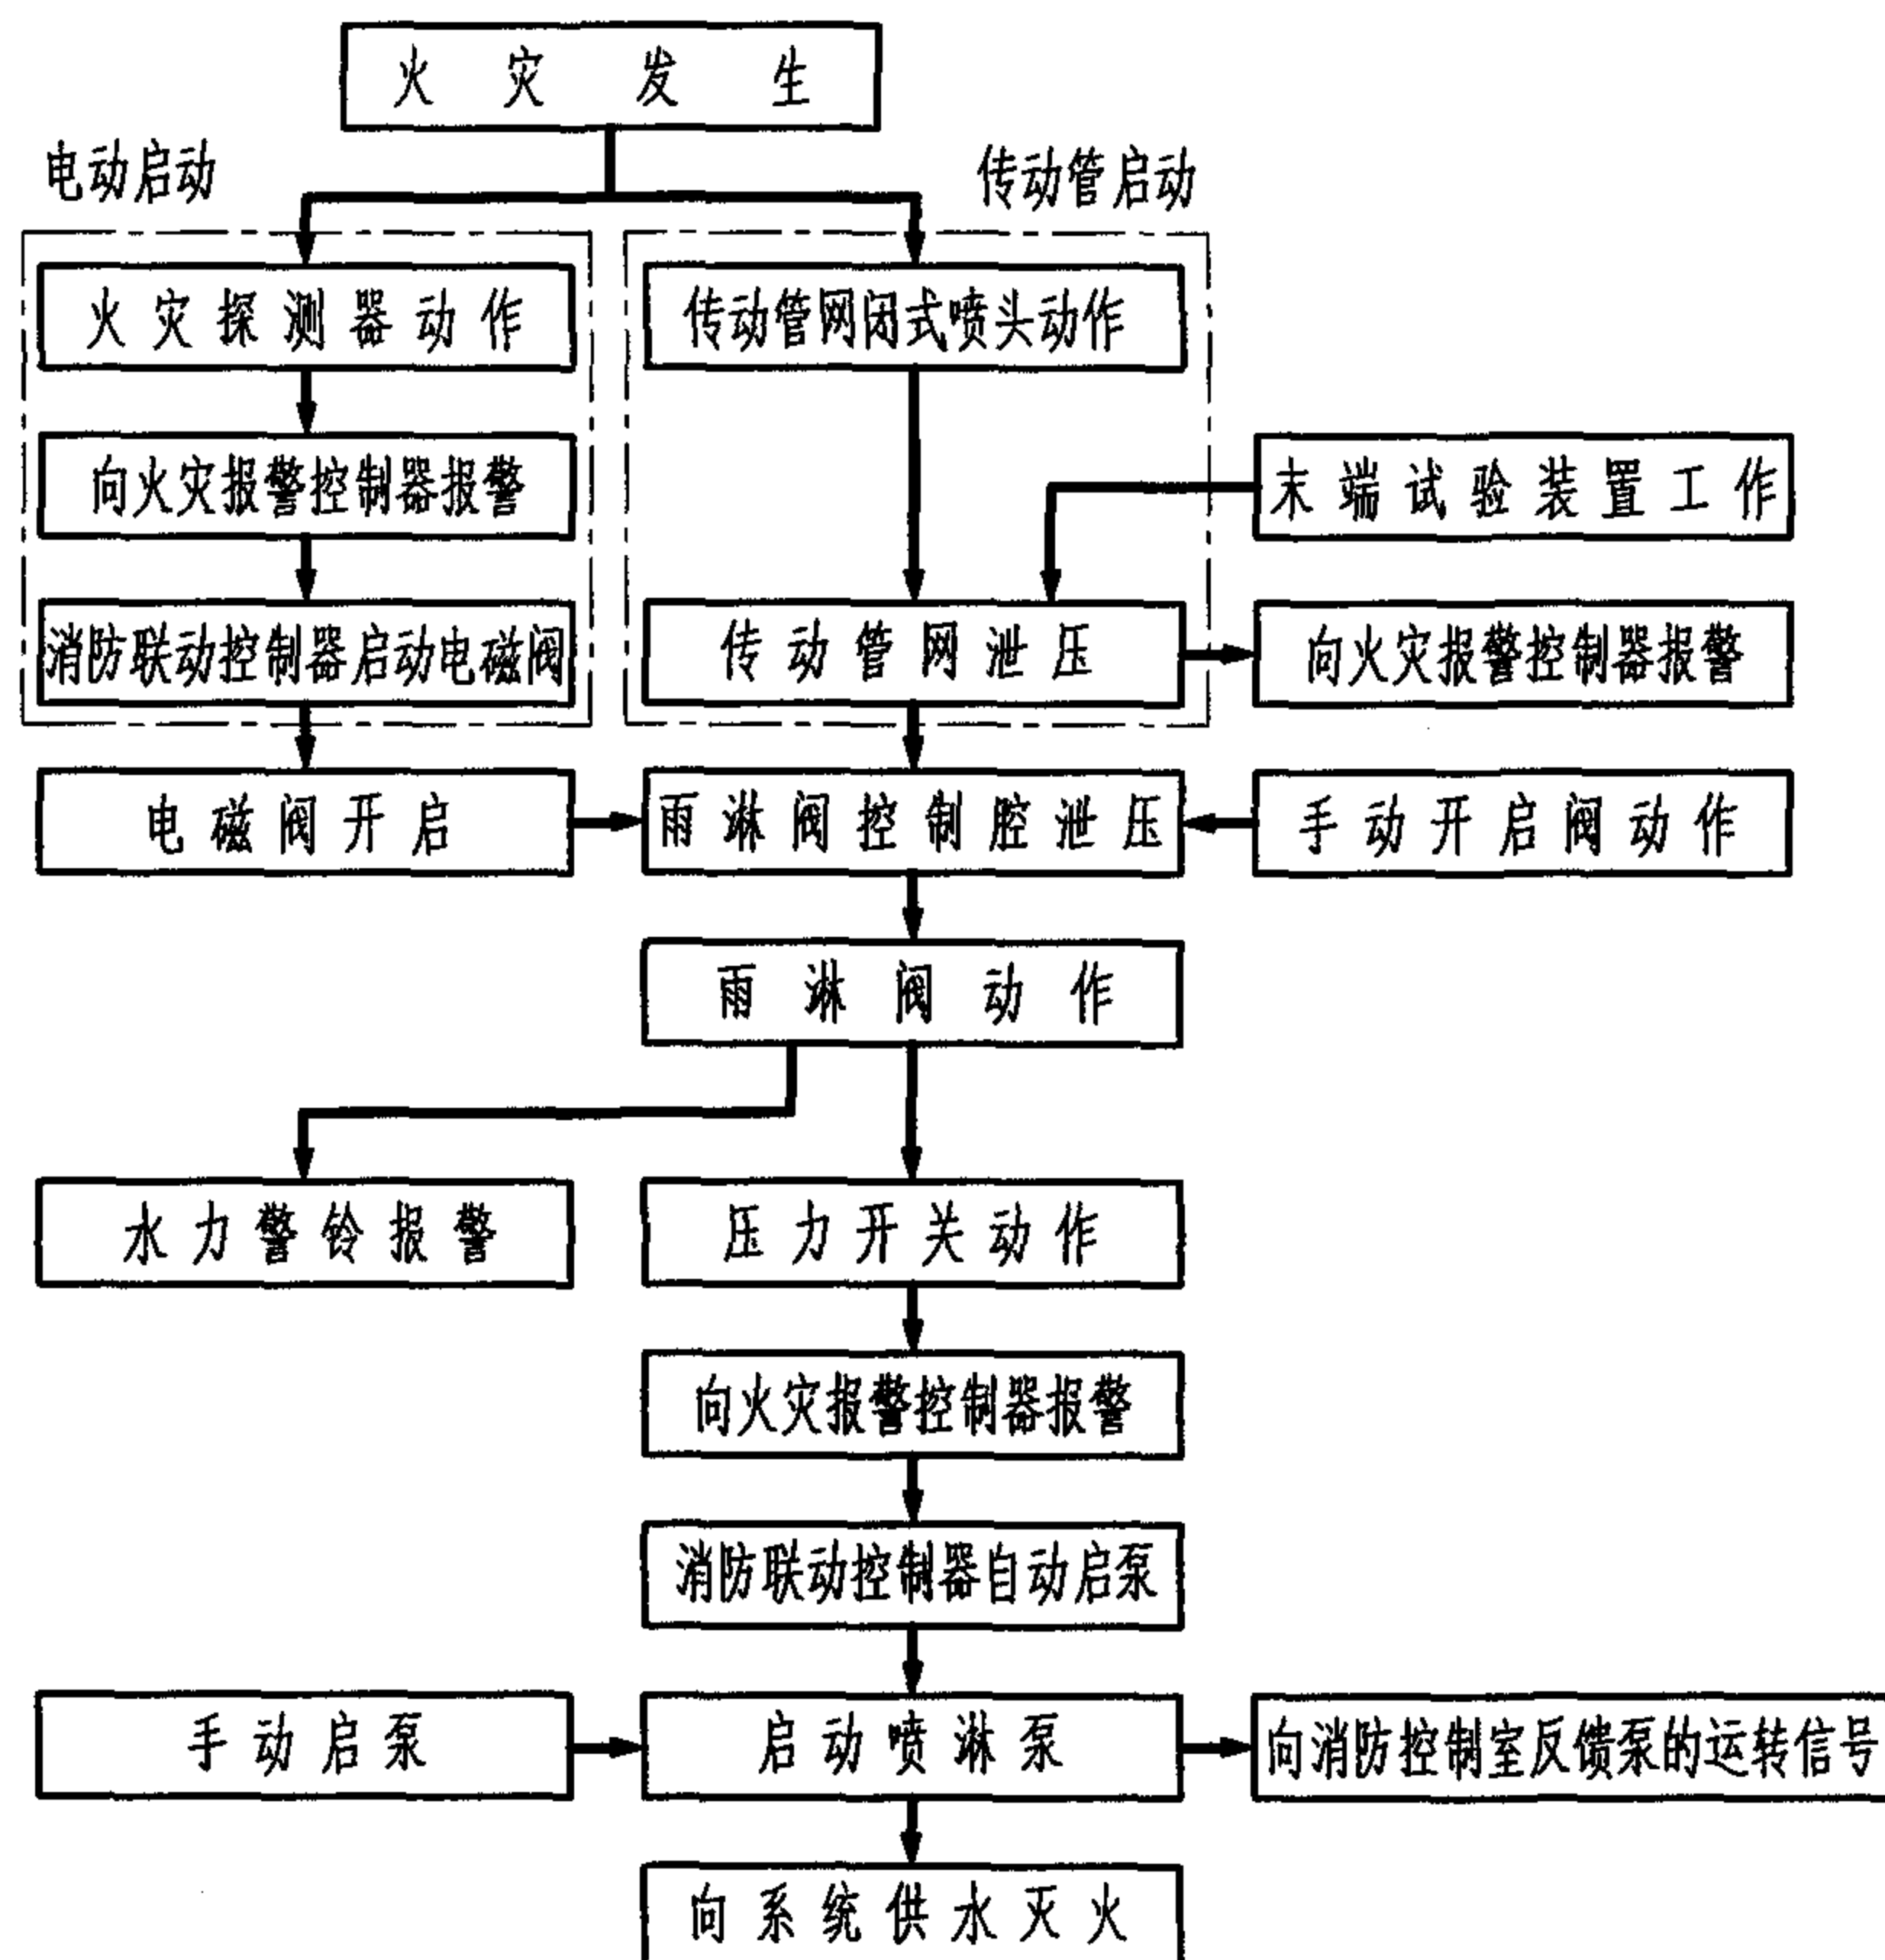 火灾发生
电动启动
传动管启动
火灾探测器动作
传动管网闭式喷头动作
向火灾报警控制器报警
末端试验装置工作
消防联动控制器启动电磁阀
传动管网泄压
向火灾报警控制器报警
电磁阀开启
雨淋阀控制腔泄压
手动开启阀动作
雨淋阀动作
水力警铃报警
压力开关动作
向火灾报警控制器报警
消防联动控制器自动启泵
手动启泵
启动喷淋泵
向消防控制室反馈泵的运转信号
向系统供水灭火